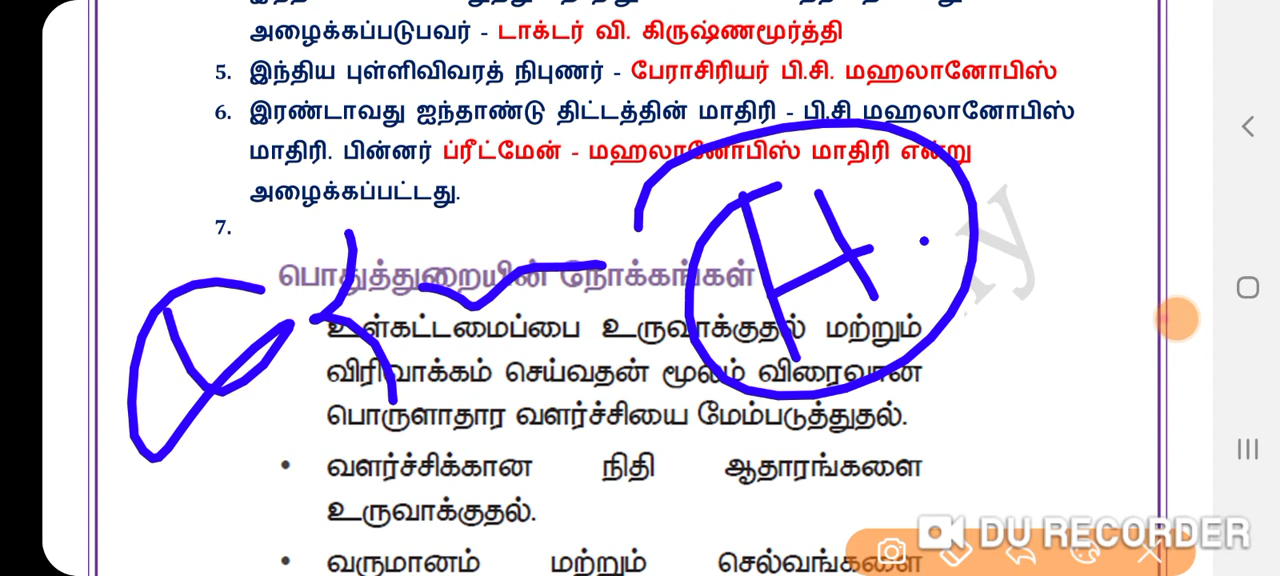 அழைக்கப்படுபவர் - டாக்டர் வி. கிருஷ்ணமூர்த்தி
5. இந்திய புள்ளிவிவரத் நிபுணர் - பேராசிரியர் பி.சி. மஹலானோபிஸ்
6. இரண்டாவது ஐந்தாண்டு திட்டத்தின் மாதிரி - பி.சி மஹலானோபிஸ்
மாதிரி. பின்னர் ப்ரீட்மேன் - மஹலானோபிஸ் மாதிரி என்று
அழைக்கப்பட்டது.
7.
H
பொதுத்துறையின் நோக்கங்கள்
உள்கட்டமைப்பை உருவாக்குதல் மற்றும்
விரிவாக்கம் செய்வதன் மூலம் விரைவான
பொருளாதார வளர்ச்சியை மேம்படுத்துதல்.
• வளர்ச்சிக்கான நிதி ஆதாரங்களை
உருவாக்குதல்.
• வருமானம் மற்றும் செல்வங்களை
DU RECORDER